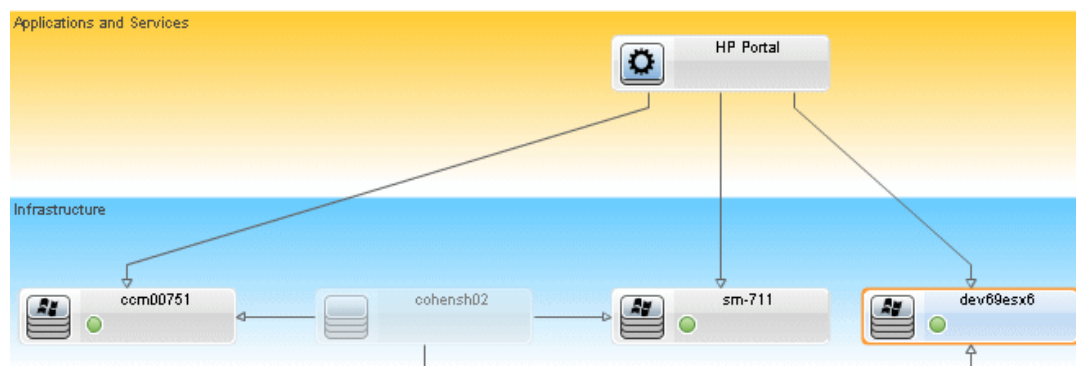 Applications and Services
HP Portal
Infrastructure
ccm00751
cohensh02
sm-711
dev69esx6